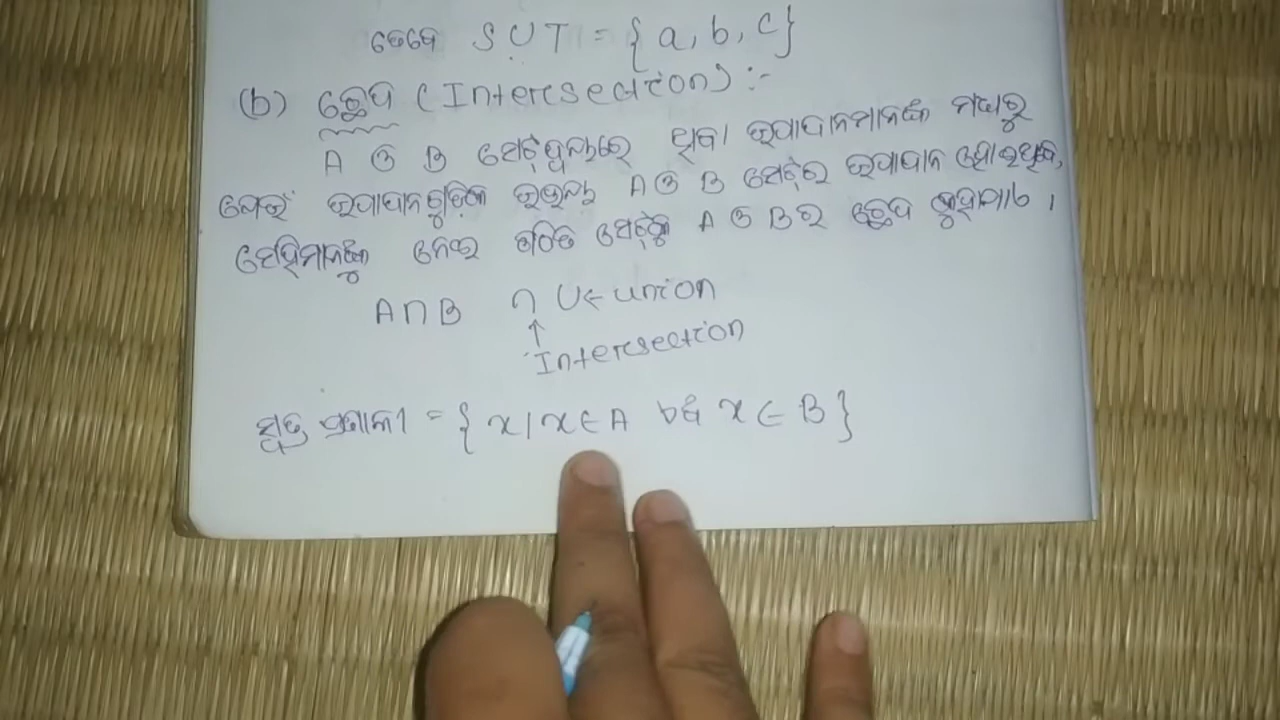 ତେବେ S ∪ T = {a, b, c}
(b) ଛେଦ (Intersection) :-
A ଓ B ସେଟ୍‌ଦ୍ୱୟରେ ଥିବା ଉପାଦାନମାନଙ୍କ ମଧ୍ୟରୁ
ଯେଉଁ ଉପାଦାନଗୁଡ଼ିକ ଉଭୟ A ଓ B ସେଟ୍‌ର ଉପାଦାନ ହୋଇଥିବେ,
ସେହିମାନଙ୍କୁ ନେଇ ଗଠିତ ସେଟ୍‌କୁ A ଓ B ର ଛେଦ କୁହାଯାଏ ।
A∩B ∩ ∪ ← union
↑
Intersection
ସୂତ୍ର ପ୍ରଣାଳୀ = { x | x ∈ A ଏବଂ x ∈ B }